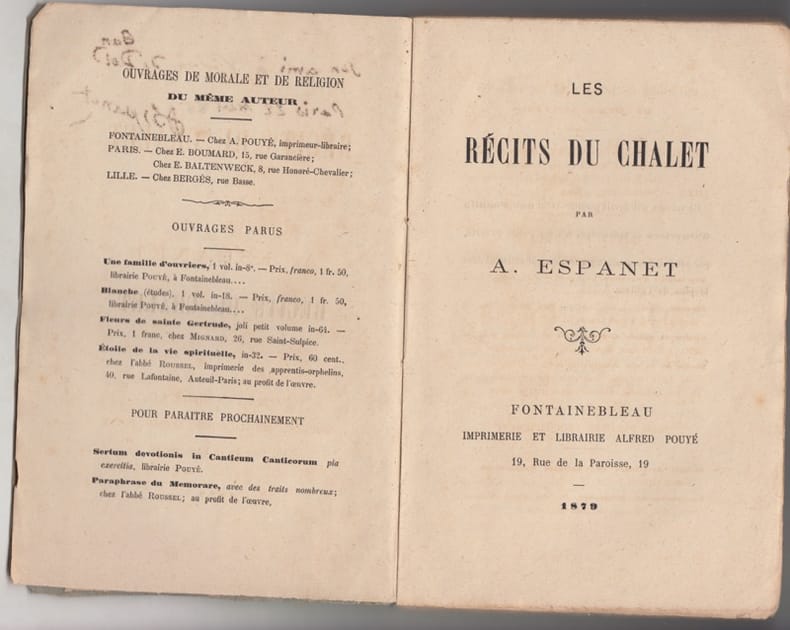 OUVRAGES DE MORALE ET DE RELIGION
DU MÊME AUTEUR
FONTAINEBLEAU. — Chez A. POUYÉ, imprimeur-libraire;
PARIS. — Chez E. BOUMARD, 15, rue Garancière;
Chez E. BALTENWECK, 8, rue Honoré-Chevalier;
LILLE. — Chez BERGÈS, rue Basse.
OUVRAGES PARUS
Une famille d'ouvriers, 1 vol. in-8°. — Prix, franco, 1 fr. 50,
librairie POUYÉ, à Fontainebleau....
Blanche (études), 1 vol. in-18. — Prix, franco, 1 fr. 50,
librairie POUYÉ, à Fontainebleau....
Fleurs de sainte Gertrude, joli petit volume in-64. —
Prix, 1 franc, chez MIGNARD, 26, rue Saint-Sulpice.
Étoile de la vie spirituelle, in-32. — Prix, 60 cent.,
chez l'abbé ROUSSEL, imprimerie des apprentis-orphelins,
40, rue Lafontaine, Auteuil-Paris; au profit de l'œuvre.
POUR PARAITRE PROCHAINEMENT
Sertum devotionis in Canticum Canticorum pia
exercitia, librairie POUYÉ.
Paraphrase du Memorare, avec des traits nombreux;
chez l'abbé ROUSSEL; au profit de l'œuvre,
LES
RÉCITS DU CHALET
PAR
A. ESPANET
FONTAINEBLEAU
IMPRIMERIE ET LIBRAIRIE ALFRED POUYÉ
19, Rue de la Paroisse, 19
1879